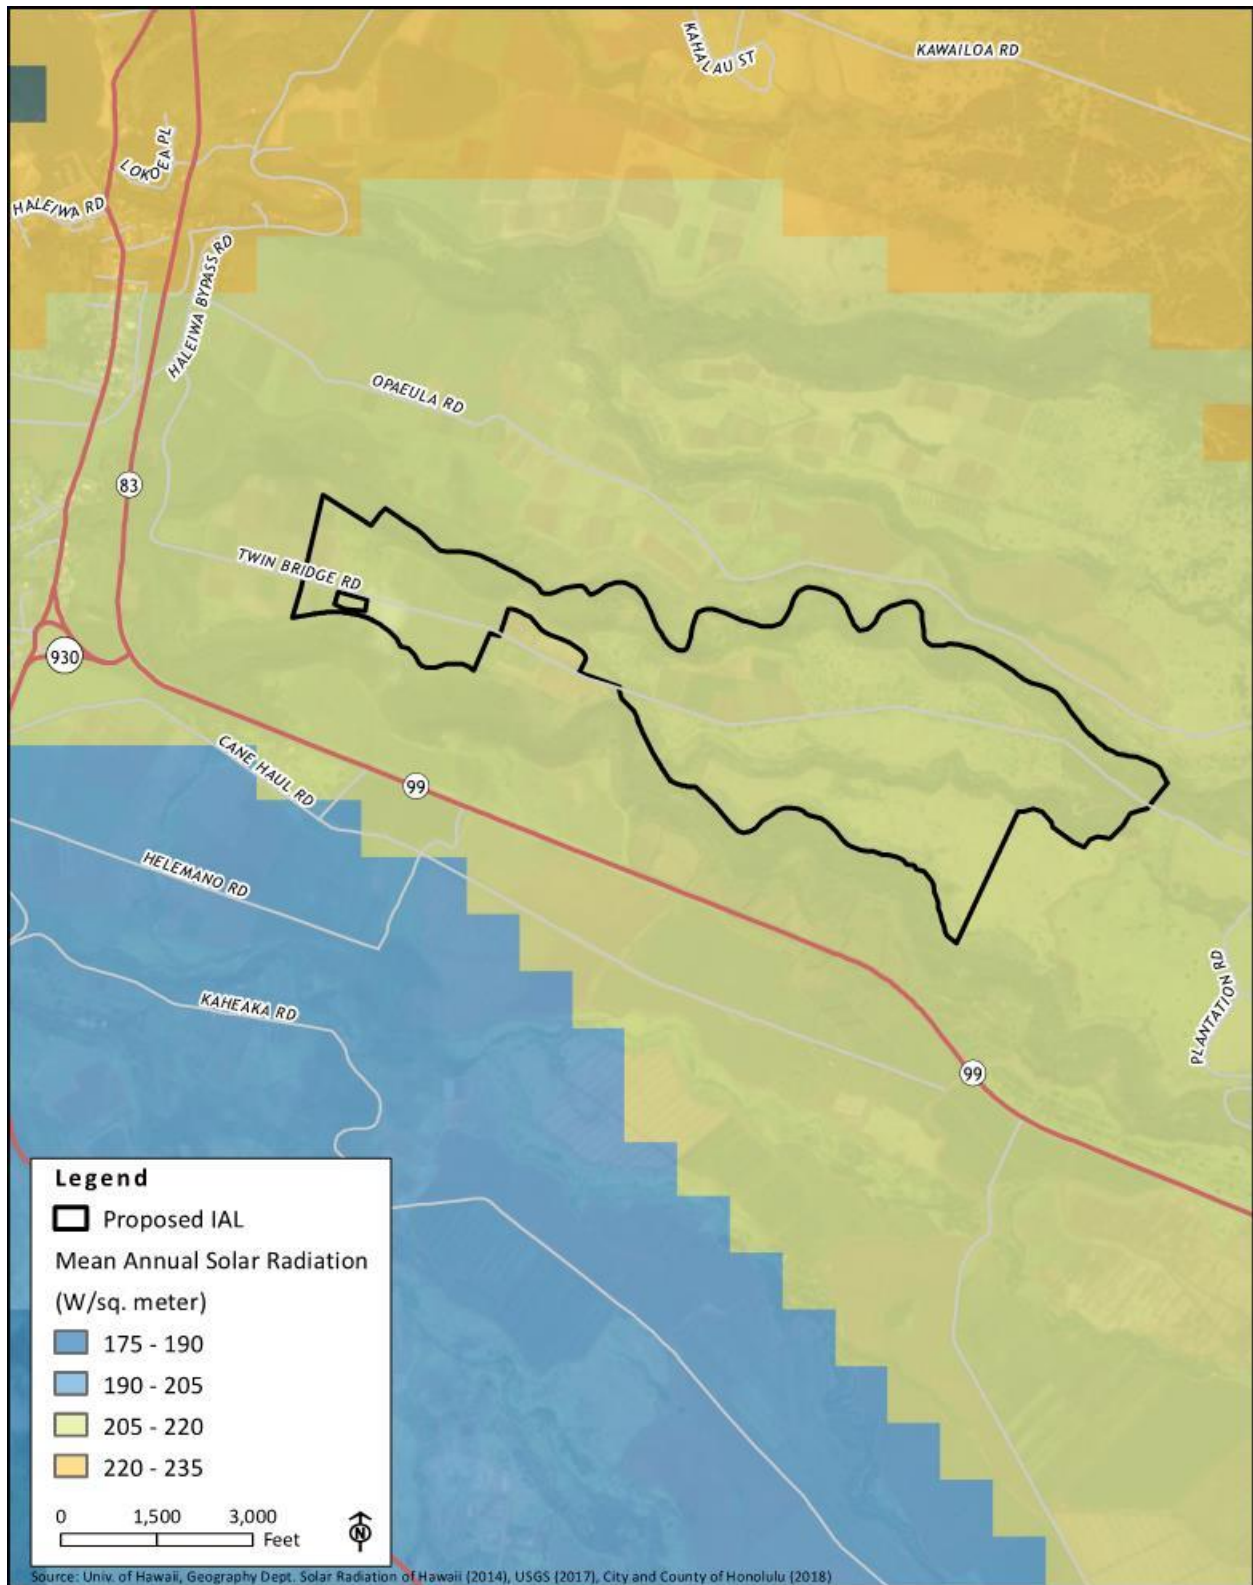 KAHALAU ST
KAWAILOA RD
LOKOEA PL
HALEIWA RD
HALEIWA BYPASS RD
OPAEULA RD
83
TWIN BRIDGE RD
930
CANE HAUL RD
99
HELEMANO RD
PLANTATION RD
KAHEAKA RD
99
Legend
Proposed IAL
Mean Annual Solar Radiation
(W/sq. meter)
175 - 190
190 - 205
205 - 220
220 - 235
0 1,500 3,000
Feet
N
Source: Univ. of Hawaii, Geography Dept. Solar Radiation of Hawaii (2014), USGS (2017), City and County of Honolulu (2018)